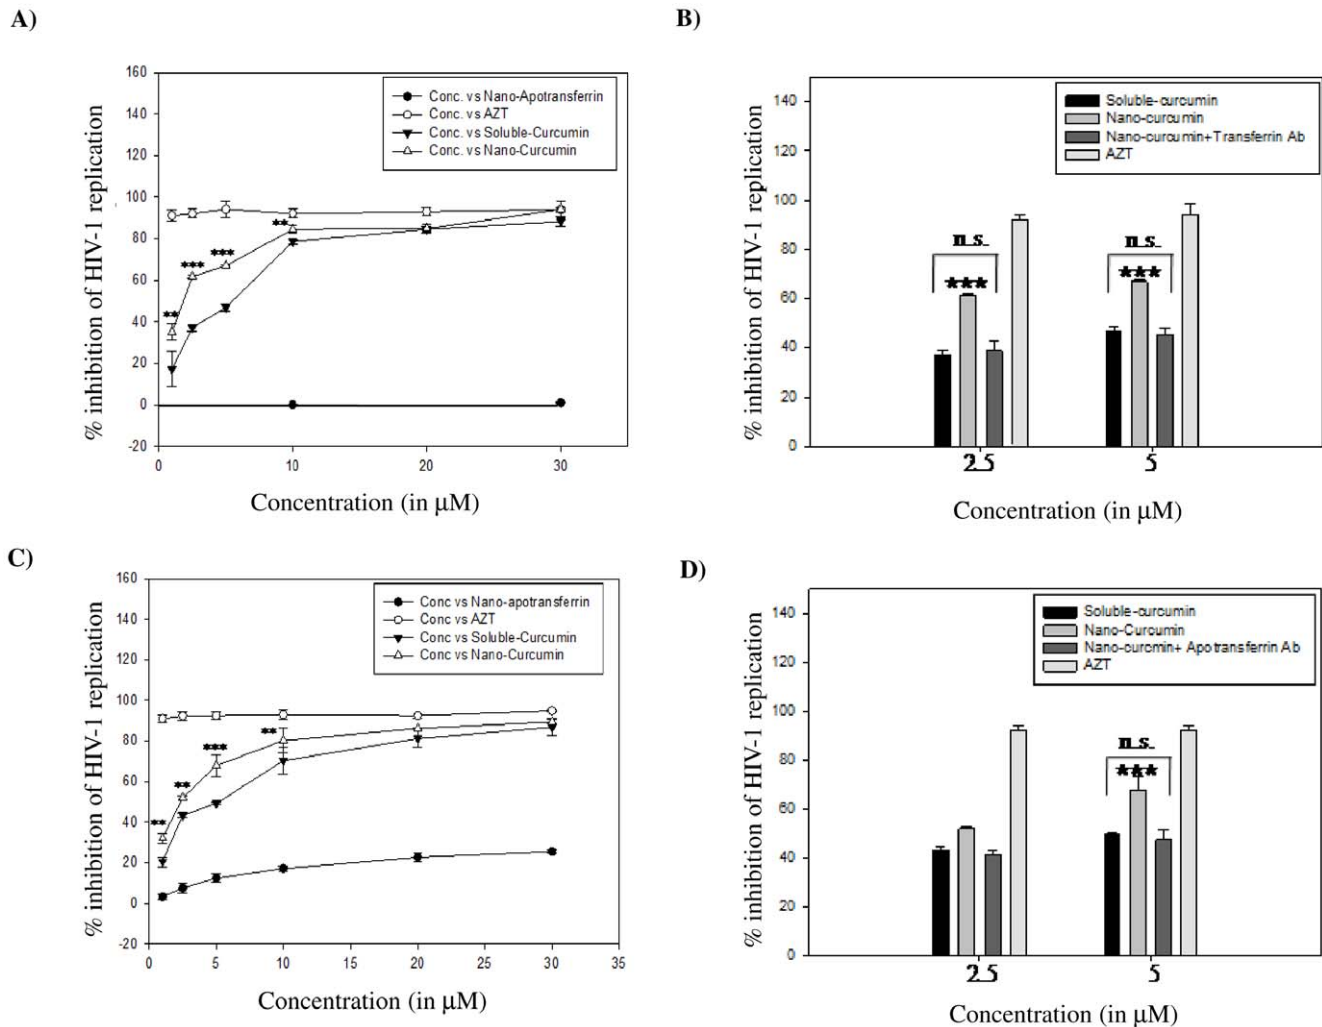 A)
% inhibition of HIV-1 replication
160
140
120
100
80
60
40
20
0
-20
Conc. vs Nano-Apotransferrin
Conc. vs AZT
Conc. vs Soluble-Curcumin
Conc. vs Nano-Curcumin
**
***
***
**
0
10
20
30
Concentration (in µM)
B)
% inhibition of HIV-1 replication
140
120
100
80
60
40
20
0
Soluble-curcumin
Nano-curcumin
Nano-curcumin+Transferrin Ab
AZT
n.s.
***
n.s.
***
2.5
5
Concentration (in µM)
C)
% inhibition of HIV-1 replication
160
140
120
100
80
60
40
20
0
-20
Conc vs Nano-apotransferrin
Conc vs AZT
Conc vs Soluble-Curcumin
Conc vs Nano-Curcumin
**
**
***
**
0
5
10
15
20
25
30
35
Concentration (in µM)
D)
% inhibition of HIV-1 replication
140
120
100
80
60
40
20
0
Soluble-curcumin
Nano-Curcumin
Nano-curcmin+ Apotransferrin Ab
AZT
n.s.
***
2.5
5
Concentration (in µM)